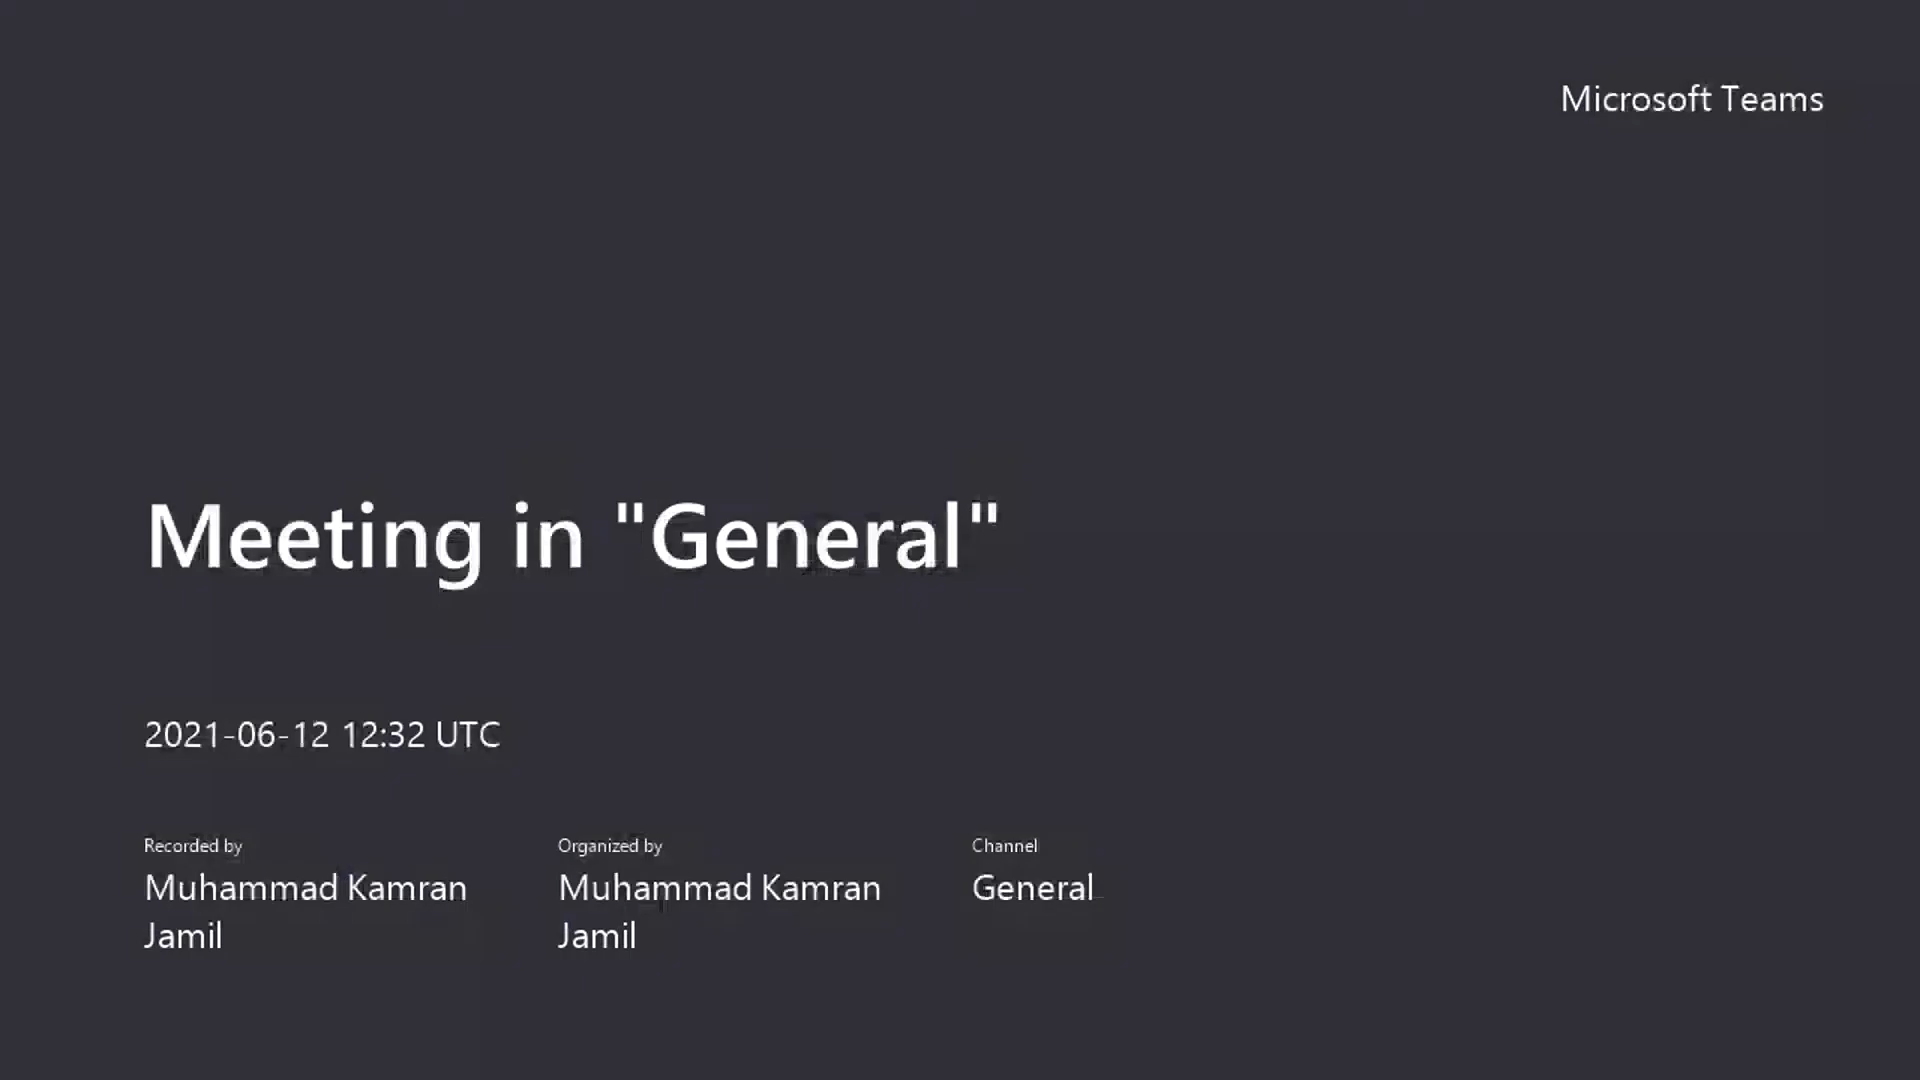 Microsoft Teams
Meeting in "General"
2021-06-12 12:32 UTC
Recorded by
Muhammad Kamran
Jamil
Organized by
Muhammad Kamran
Jamil
Channel
General